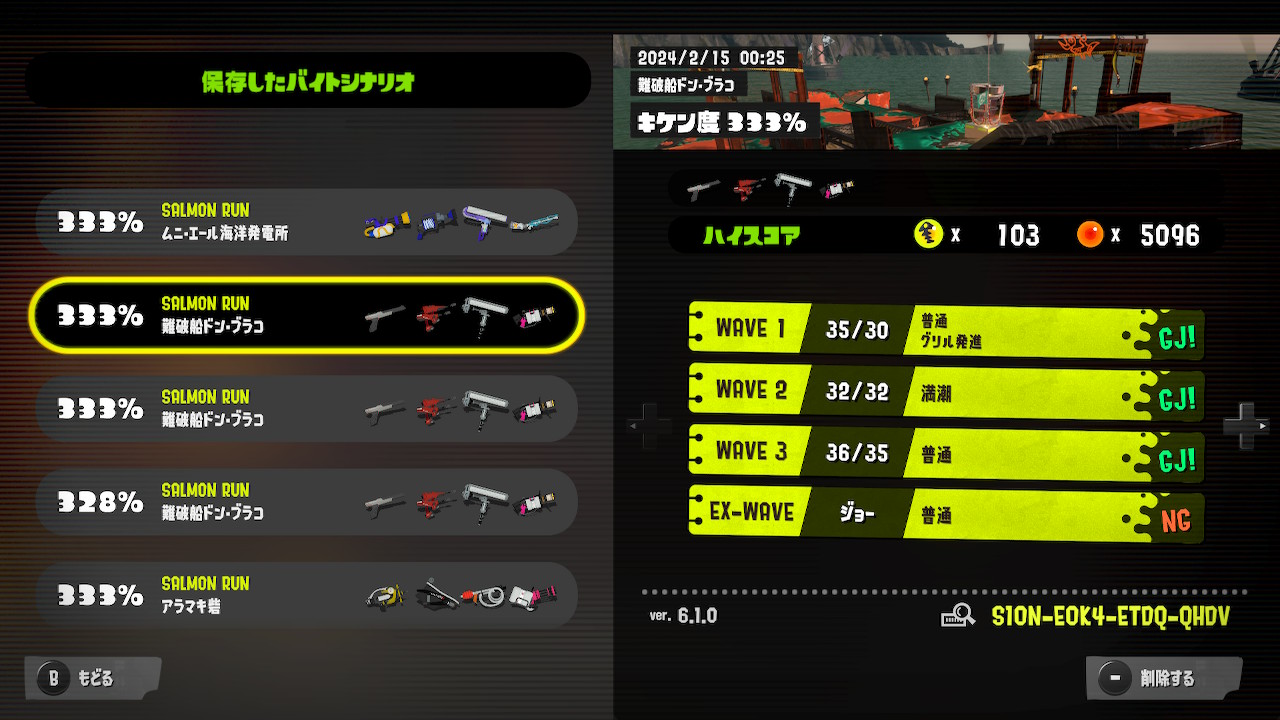 保存したバイトシナリオ
333% SALMON RUN
ムニ・エール海洋発電所
333% SALMON RUN
難破船ドン・ブラコ
333% SALMON RUN
難破船ドン・ブラコ
328% SALMON RUN
難破船ドン・ブラコ
333% SALMON RUN
アラマキ砦
B もどる
2024/2/15 00:25
難破船ドン・ブラコ
キケン度 333%
ハイスコア x 103 x 5096
WAVE 1 35/30 普通 グリル発進 GJ!
WAVE 2 32/32 満潮 GJ!
WAVE 3 36/35 普通 GJ!
EX-WAVE ジョー 普通 NG
ver. 6.1.0 S10N-E0K4-ETDQ-QHDV
- 削除する